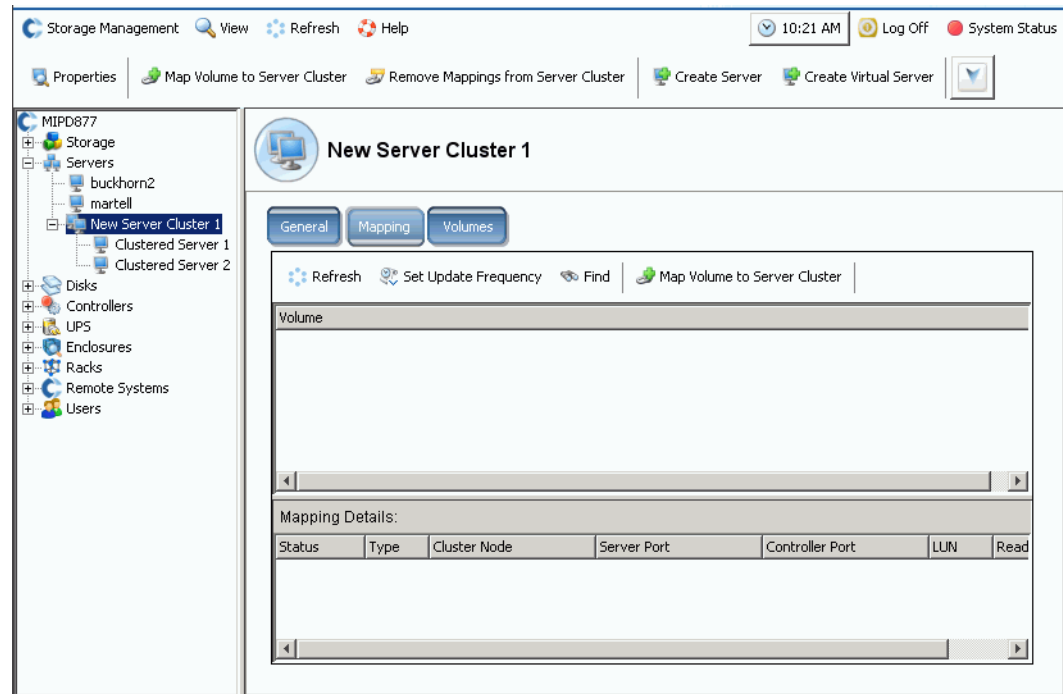 Storage Management View Refresh Help 10:21 AM Log Off System Status
Properties Map Volume to Server Cluster Remove Mappings from Server Cluster Create Server Create Virtual Server
MIPD877
Storage
Servers
buckhorn2
martell
New Server Cluster 1
Clustered Server 1
Clustered Server 2
Disks
Controllers
UPS
Enclosures
Racks
Remote Systems
Users
New Server Cluster 1
General Mapping Volumes
Refresh Set Update Frequency Find Map Volume to Server Cluster
Volume
Mapping Details:
Status Type Cluster Node Server Port Controller Port LUN Read